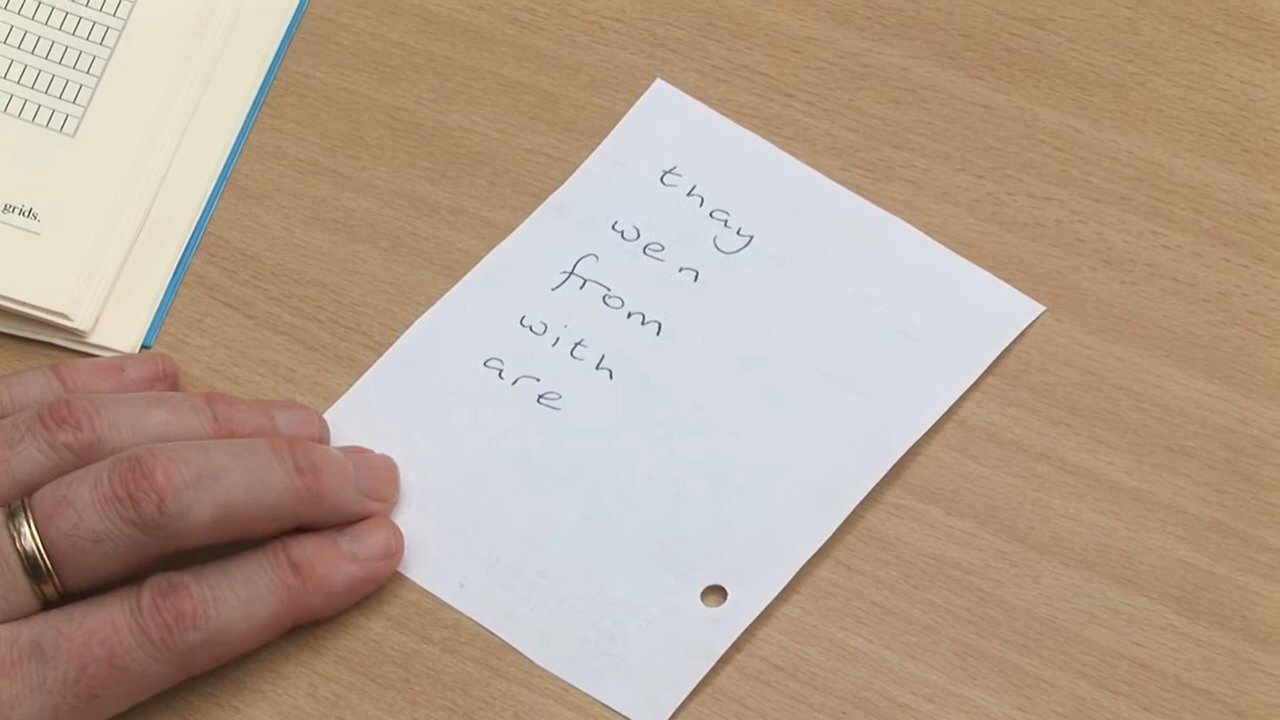 grids.
thay
wen
from
with
are